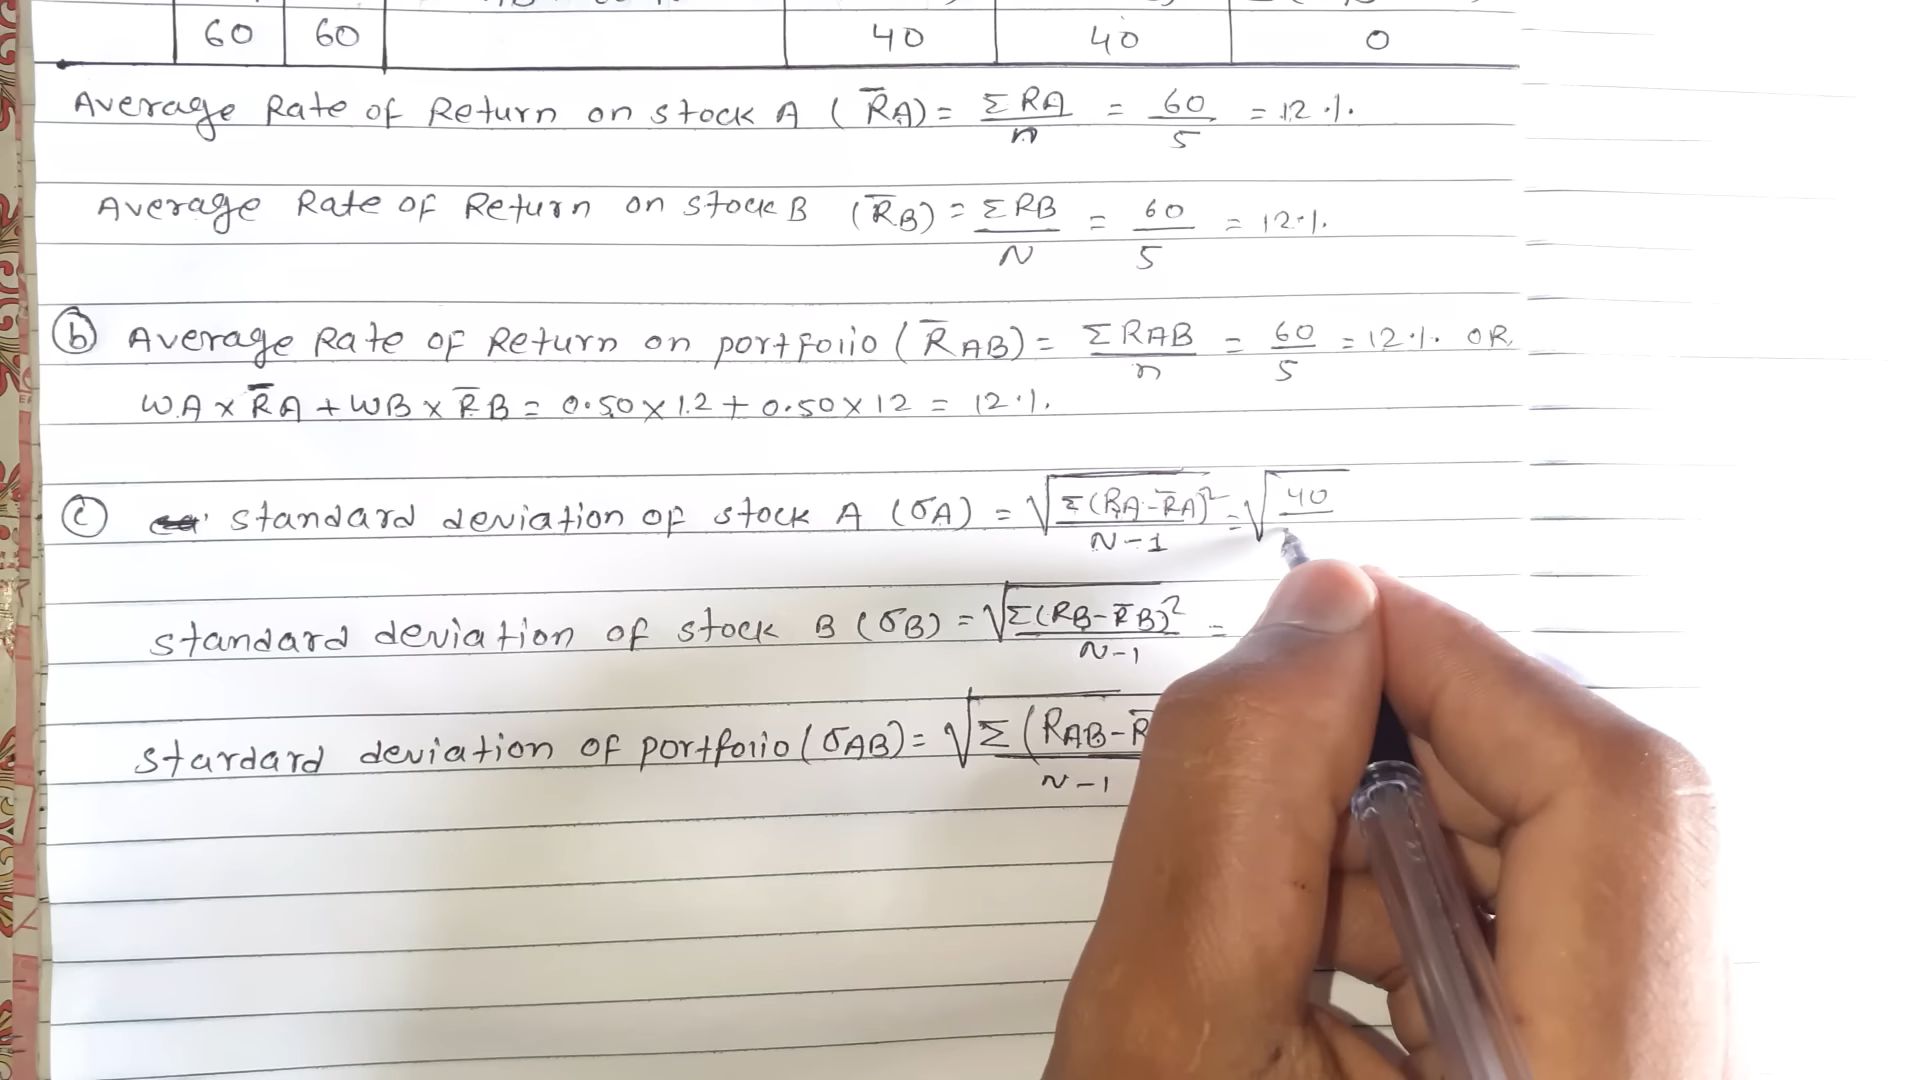 60 60 40 40 0
Average Rate of Return on stock A ( R̅A) = ΣRA/n = 60/5 = 12%.
Average Rate of Return on stock B (R̅B) = ΣRB/N = 60/5 = 12%.
(b) Average Rate of Return on portfolio ( R̅AB) = ΣRAB/n = 60/5 = 12%. OR
WA x R̅A + WB x R̅B = 0.50 x 12 + 0.50 x 12 = 12%.
(c) standard deviation of stock A (σA) = √Σ(RA-R̅A)²/N-1 = √40
standard deviation of stock B (σB) = √Σ(RB-R̅B)²/N-1 =
stardard deviation of portfolio (σAB) = √Σ(RAB-R̅/N-1